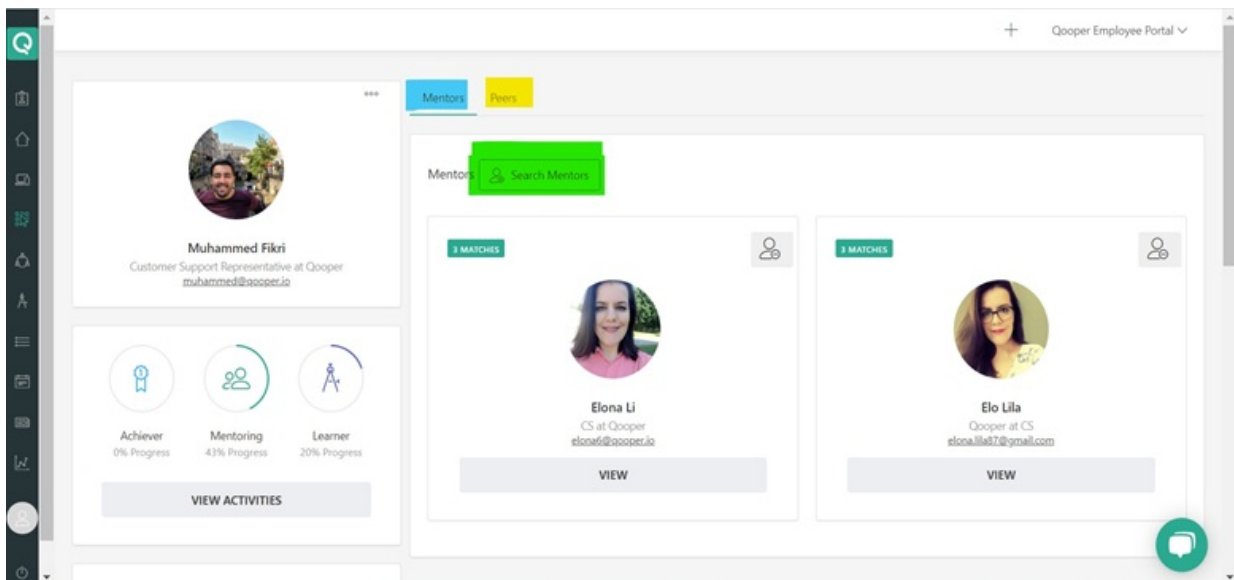 Qooper Employee Portal
Mentors Peers
Muhammed Fikri
Customer Support Representative at Qooper
muhammed@qooper.io
Achiever
0% Progress
Mentoring
43% Progress
Learner
20% Progress
VIEW ACTIVITIES
Mentors Search Mentors
3 MATCHES
Elona Li
CS at Qooper
elona6@qooper.io
VIEW
3 MATCHES
Elo Lila
Qooper at CS
elona.lila87@gmail.com
VIEW